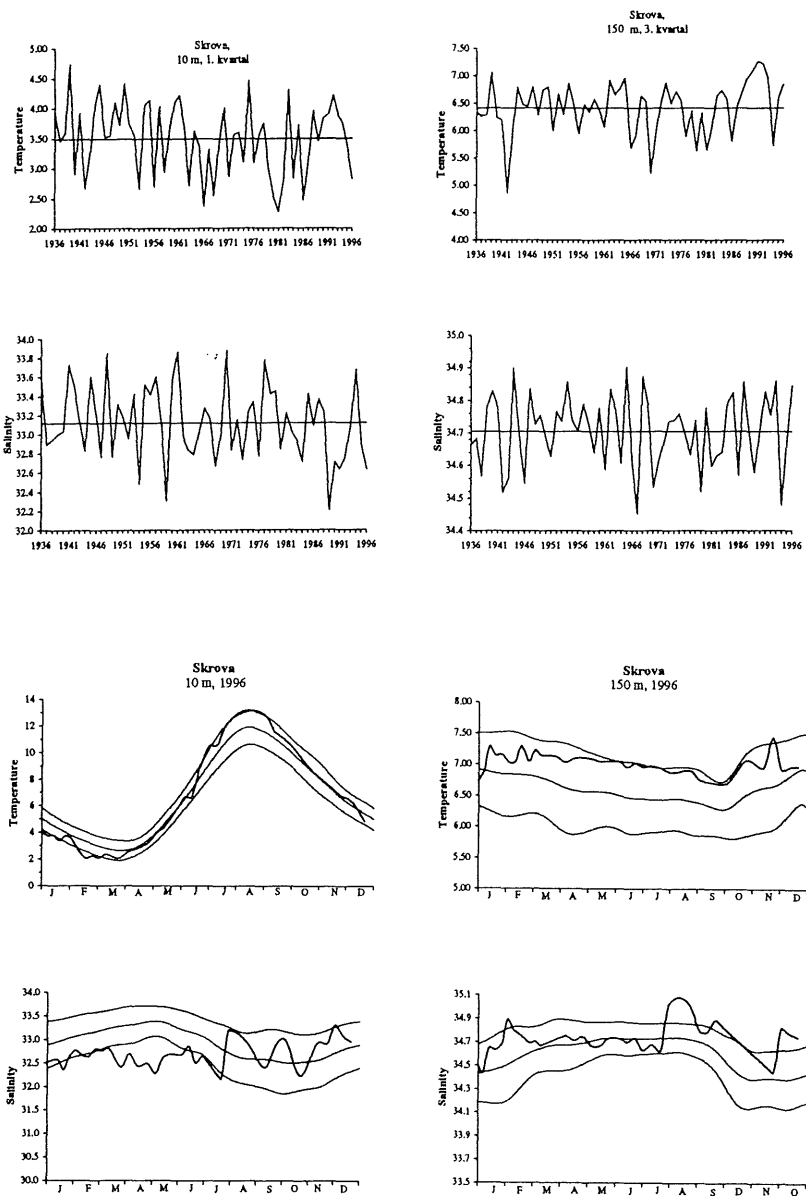 Skrova,
10 m, 1. kvartal
Temperature
5.00
4.50
4.00
3.50
3.00
2.50
2.00
1936 1941 1946 1951 1956 1961 1966 1971 1976 1981 1986 1991 1996
Skrova,
150 m, 3. kvartal
Temperature
7.50
7.00
6.50
6.00
5.50
5.00
4.50
4.00
1936 1941 1946 1951 1956 1961 1966 1971 1976 1981 1986 1991 1996
Salinity
34.0
33.8
33.6
33.4
33.2
33.0
32.8
32.6
32.4
32.2
32.0
1936 1941 1946 1951 1956 1961 1966 1971 1976 1981 1986 1991 1996
Salinity
35.0
34.9
34.8
34.7
34.6
34.5
34.4
1936 1941 1946 1951 1956 1961 1966 1971 1976 1981 1986 1991 1996
Skrova
10 m, 1996
Temperature
14
12
10
8
6
4
2
0
J F M A M J J A S O N D
Skrova
150 m, 1996
Temperature
8.00
7.50
7.00
6.50
6.00
5.50
5.00
J F M A M J J A S O N D
Salinity
34.0
33.5
33.0
32.5
32.0
31.5
31.0
30.5
30.0
J F M A M J J A S O N D
Salinity
35.1
34.9
34.7
34.5
34.3
34.1
33.9
33.7
33.5
J F M A M J J A S O N O